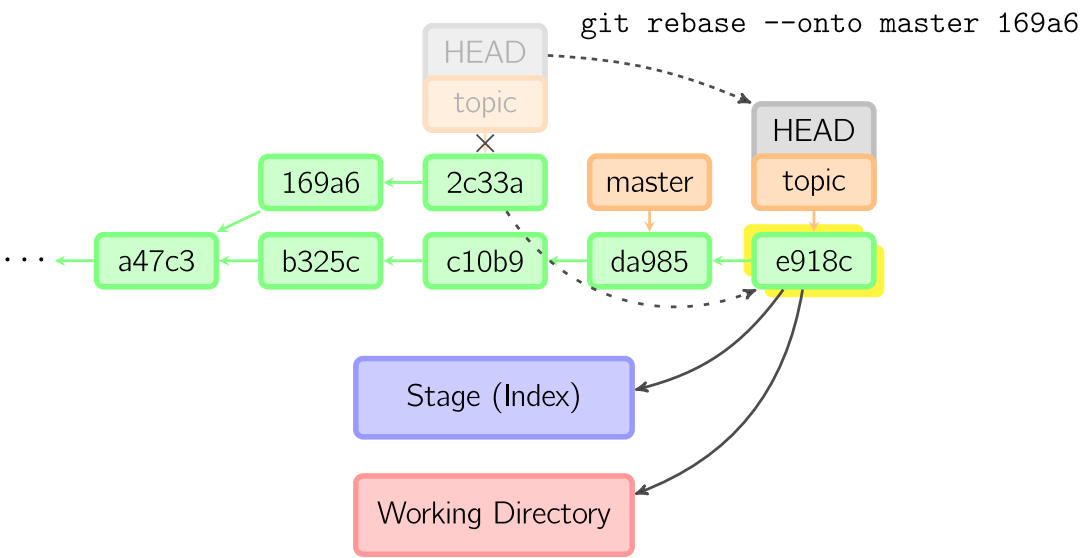 git rebase --onto master 169a6
HEAD
topic
HEAD
169a6
2c33a
master
topic
...
a47c3
b325c
c10b9
da985
e918c
Stage (Index)
Working Directory